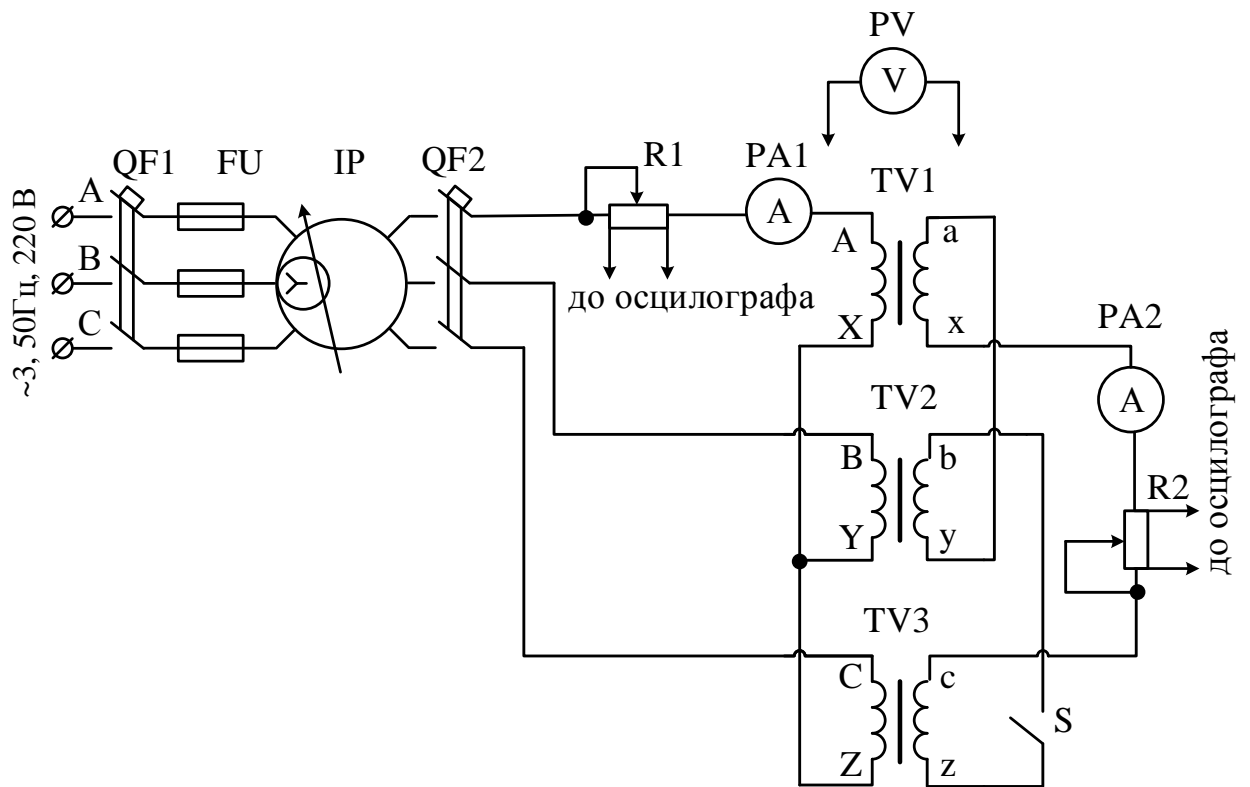 PV
V
QF1
FU
IP
QF2
R1
PA1
TV1
~3, 50Гц, 220 В
A
B
C
A
A
X
a
x
до осцилографа
PA2
A
TV2
B
Y
b
y
R2
до осцилографа
TV3
C
Z
c
z
S